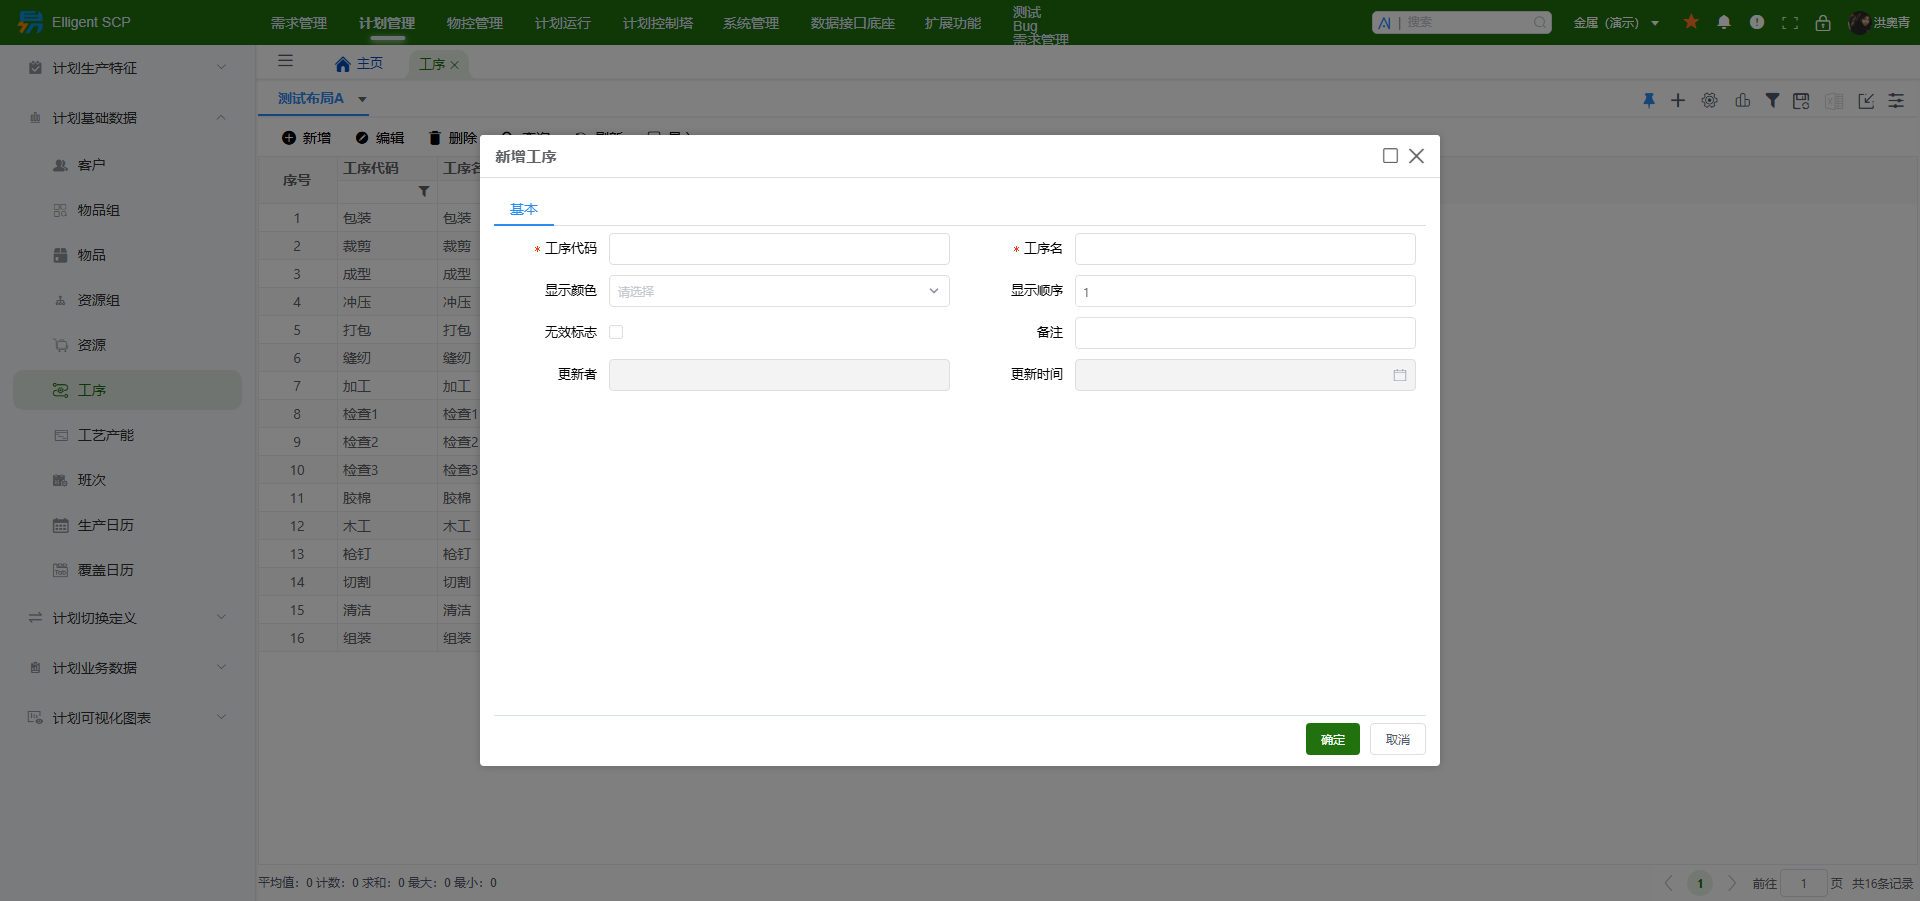 Elligent SCP
需求管理 计划管理 物控管理 计划运行 计划控制塔 系统管理 数据接口底座 扩展功能
测试
Bug
需求管理
AI | 搜索
金属（演示）
洪奥青
计划生产特征
计划基础数据
客户
物品组
物品
资源组
资源
工序
工艺产能
班次
生产日历
覆盖日历
计划切换定义
计划业务数据
计划可视化图表
主页 工序
测试布局A
新增 编辑 删除
序号 工序代码 工序名
1 包装 包装
2 裁剪 裁剪
3 成型 成型
4 冲压 冲压
5 打包 打包
6 缝纫 缝纫
7 加工 加工
8 检查1 检查1
9 检查2 检查2
10 检查3 检查3
11 胶棉 胶棉
12 木工 木工
13 枪钉 枪钉
14 切割 切割
15 清洁 清洁
16 组装 组装
新增工序
基本
* 工序代码
* 工序名
显示颜色 请选择
显示顺序 1
无效标志
备注
更新者
更新时间
确定 取消
平均值：0 计数：0 求和：0 最大：0 最小：0
1 前往 1 页 共16条记录